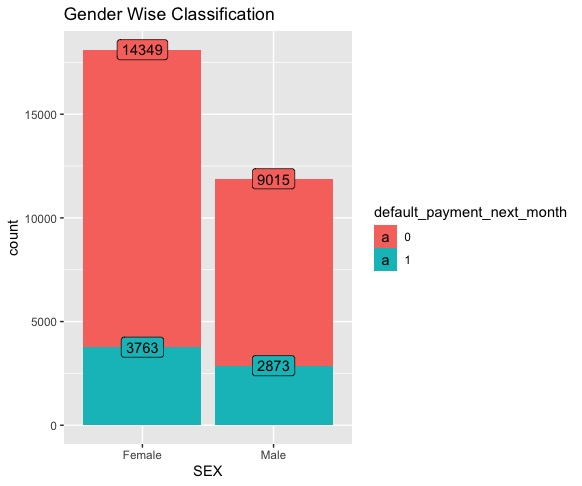 Gender Wise Classification
count
15000
10000
5000
0
14349
3763
9015
2873
Female
Male
SEX
default_payment_next_month
a 0
a 1